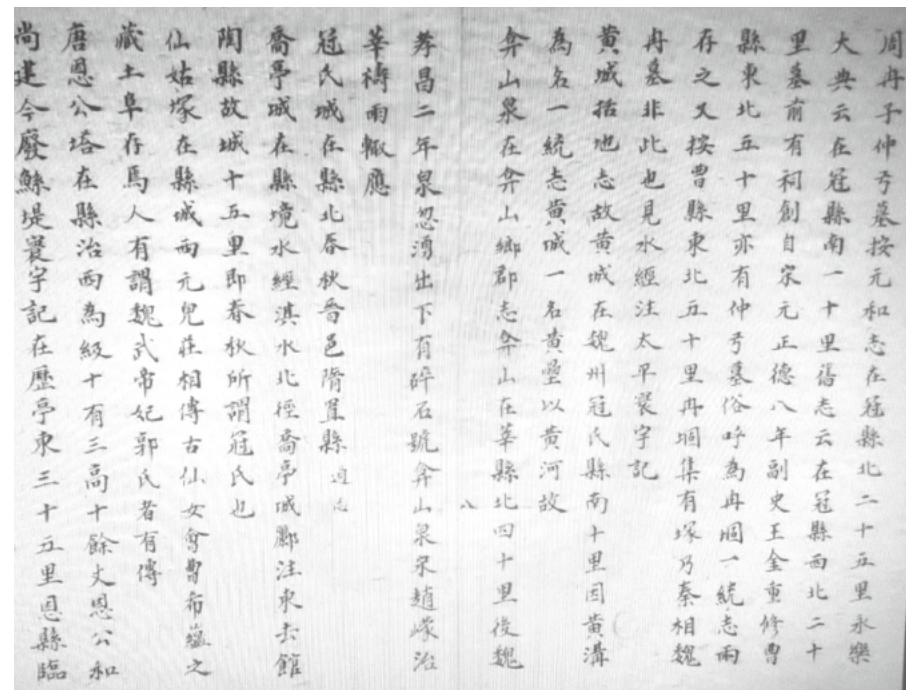 周冉子仲弓墓按元和志在冠縣北二十五里永樂
大典云在冠縣南一十里舊志云在冠縣西北二十
里墓前有祠創自宋元正德八年副史王金重修曹
縣東北五十里亦有仲弓墓俗呼為冉堌一統志兩
存之又按曹縣東北五十里冉堌集有塚乃秦相魏
冉墓非此也見水經注太平寰宇記
黄城括地志故黄城在魏州冠氏縣南十里因黄溝
為名一統志黄城一名黄壘以黄河故
弇山泉在弇山鄉郡志弇山在莘縣北四十里後魏
八
孝昌二年泉忽湧出下有碎石號弇山泉宋趙㠓治
莘禱雨輙應
冠氏城在縣北春秋晉邑隋置縣通志
喬亭城在縣境水經淇水北徑喬亭城酈注東去館
陶縣故城十五里即春秋所謂冠氏也
仙姑塚在縣城西元兒莊相傳古仙女會曹布蘊之
藏土阜存焉人有謂魏武帝妃郭氏者有傳
唐恩公塔在縣治西為級十有三高十餘丈恩公和
尚建今廢鯀堤寰宇記在歷亭東三十五里恩縣臨